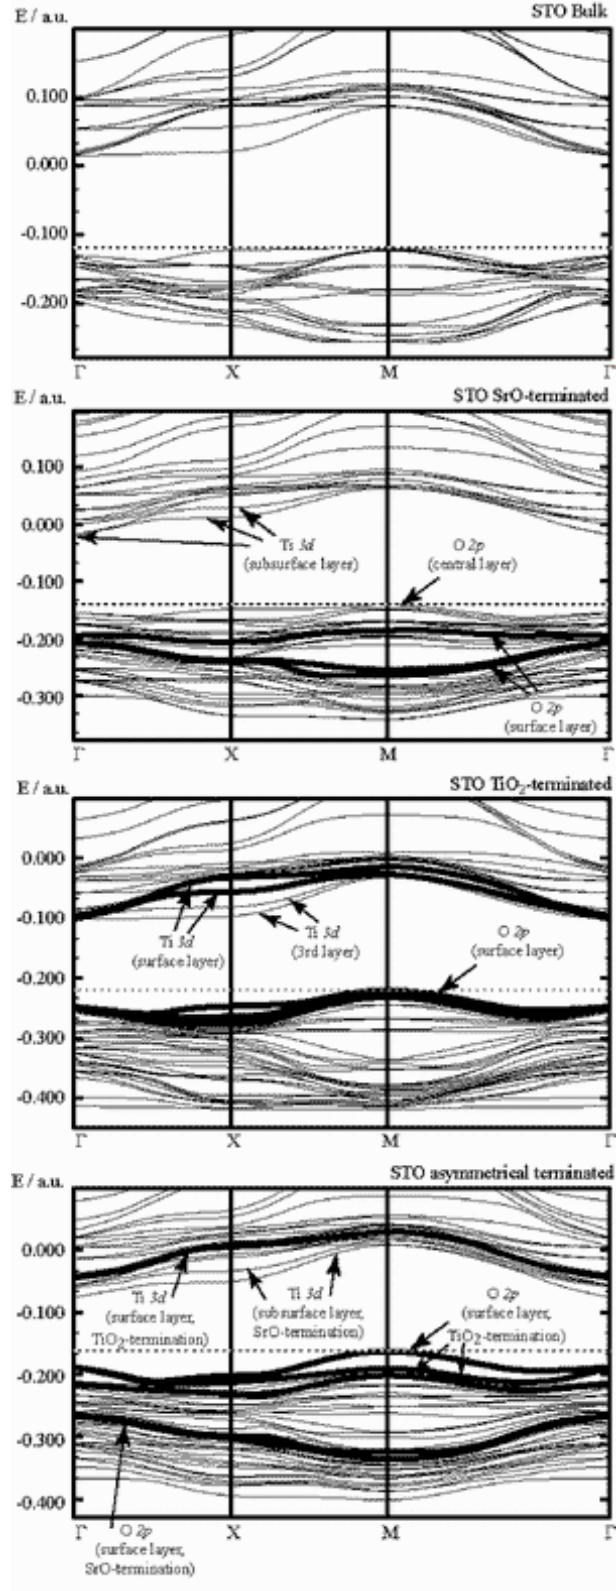 E / a.u. STO Bulk
0.100
0.000
-0.100
-0.200
Γ X M Γ
E / a.u. STO SrO-terminated
0.100
0.000
Ti 3d
(subsurface layer)
O 2p
(central layer)
-0.100
-0.200
-0.300
O 2p
(surface layer)
Γ X M Γ
E / a.u. STO TiO₂-terminated
0.000
-0.100
Ti 3d
(surface layer)
Ti 3d
(3rd layer)
O 2p
(surface layer)
-0.200
-0.300
-0.400
Γ X M Γ
E / a.u. STO asymmetrical terminated
0.000
Ti 3d
(surface layer,
TiO₂-termination)
Ti 3d
(subsurface layer,
SrO-termination)
O 2p
(surface layer,
TiO₂-termination)
-0.100
-0.200
-0.300
-0.400
Γ X M Γ
O 2p
(surface layer,
SrO-termination)